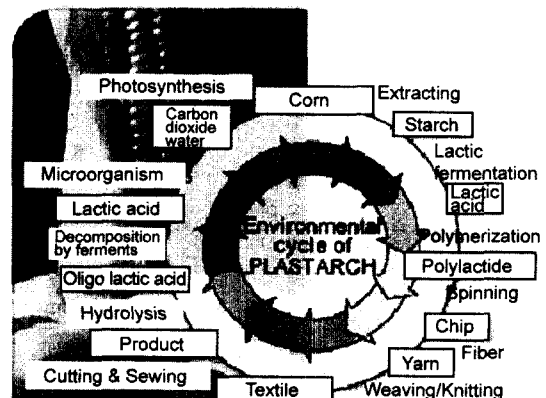 Photosynthesis
Corn
Extracting
Carbon
dioxide
water
Starch
Lactic
fermentation
Microorganism
Lactic
acid
Lactic acid
Environmental
cycle of
PLASTARCH
Polymerization
Decomposition
by ferments
Polylactide
Oligo lactic acid
Spinning
Hydrolysis
Chip
Product
Fiber
Yarn
Cutting & Sewing
Textile
Weaving/Knitting